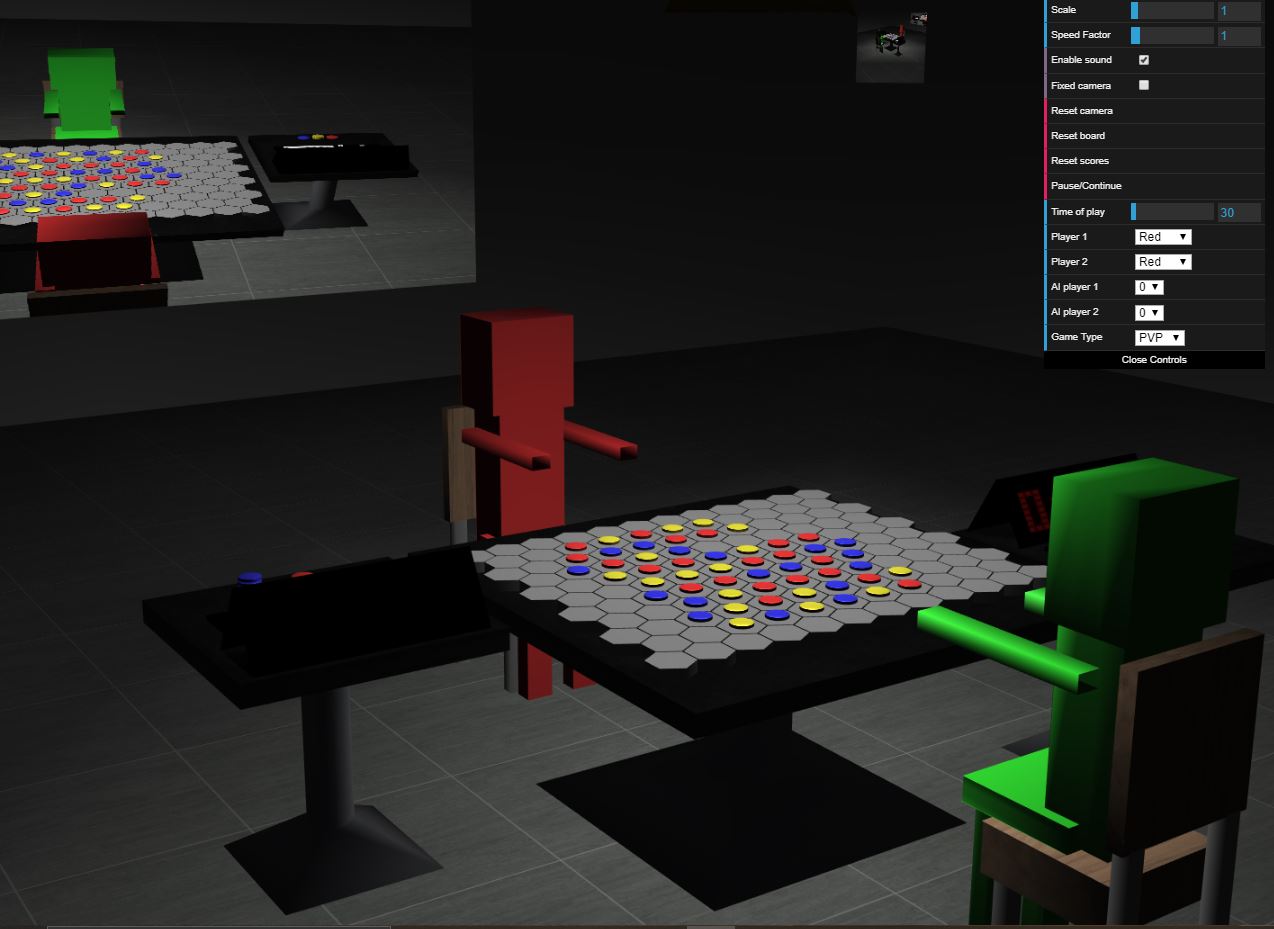 Scale 1
Speed Factor 1
Enable sound
Fixed camera
Reset camera
Reset board
Reset scores
Pause/Continue
Time of play 30
Player 1 Red
Player 2 Red
AI player 1 0
AI player 2 0
Game Type PVP
Close Controls